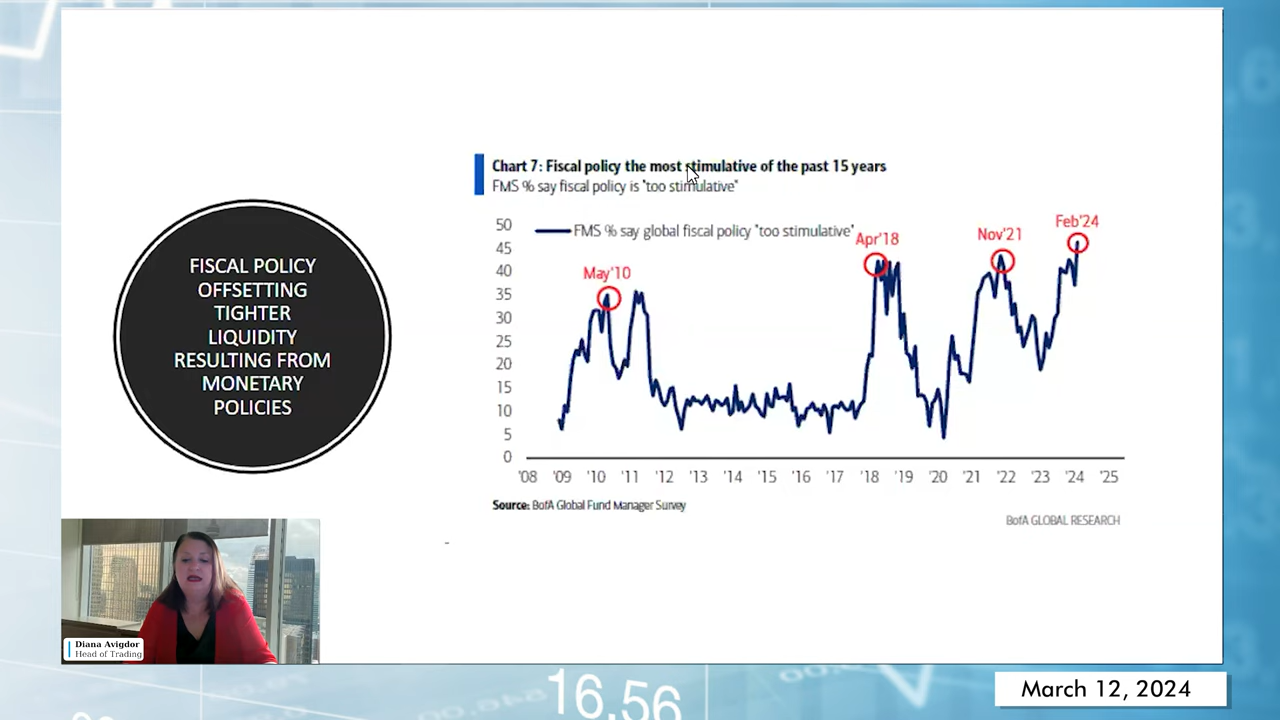 Chart 7: Fiscal policy the most stimulative of the past 15 years
FMS % say fiscal policy is "too stimulative"
FISCAL POLICY
OFFSETTING
TIGHTER
LIQUIDITY
RESULTING FROM
MONETARY
POLICIES
FMS % say global fiscal policy "too stimulative"
May'10
Apr'18
Nov'21
Feb'24
50
45
40
35
30
25
20
15
10
5
0
'08 '09 '10 '11 '12 '13 '14 '15 '16 '17 '18 '19 '20 '21 '22 '23 '24 '25
Source: BofA Global Fund Manager Survey
BofA GLOBAL RESEARCH
Diana Avigdor
Head of Trading
16.56
March 12, 2024